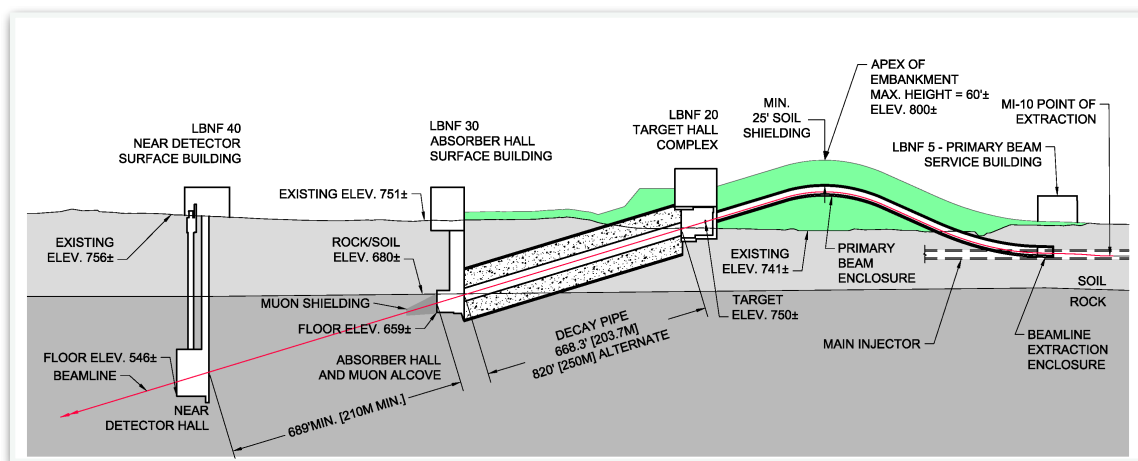 APEX OF
EMBANKMENT
MAX. HEIGHT = 60'±
ELEV. 800±
MIN.
25' SOIL
SHIELDING
MI-10 POINT OF
EXTRACTION
LBNF 20
TARGET HALL
COMPLEX
LBNF 40
NEAR DETECTOR
SURFACE BUILDING
LBNF 30
ABSORBER HALL
SURFACE BUILDING
LBNF 5 - PRIMARY BEAM
SERVICE BUILDING
EXISTING ELEV. 751±
EXISTING
ELEV. 756±
ROCK/SOIL
ELEV. 680±
EXISTING
ELEV. 741±
PRIMARY
BEAM
ENCLOSURE
SOIL
ROCK
MUON SHIELDING
FLOOR ELEV. 659±
TARGET
ELEV. 750±
DECAY PIPE
668.3' [203.7M]
820' [250M] ALTERNATE
MAIN INJECTOR
BEAMLINE
EXTRACTION
ENCLOSURE
FLOOR ELEV. 546±
BEAMLINE
ABSORBER HALL
AND MUON ALCOVE
NEAR
DETECTOR HALL
689'MIN. [210M MIN.]